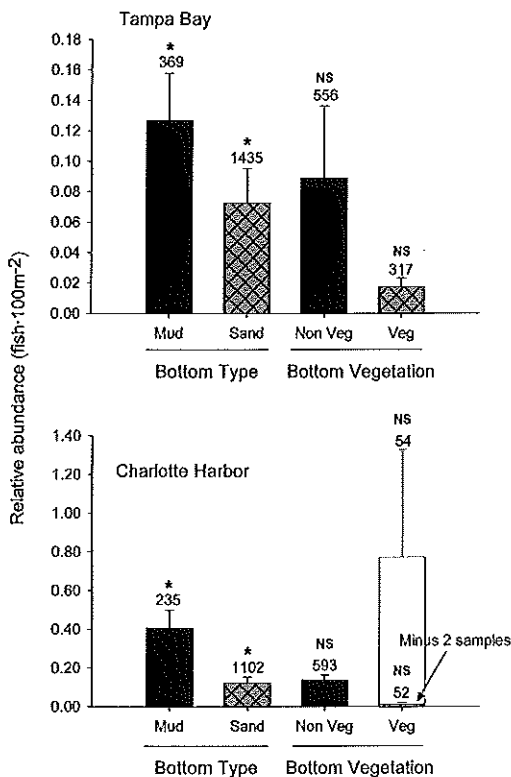 Tampa Bay
0.18
0.16
0.14
0.12
0.10
0.08
0.06
0.04
0.02
0.00
*
369
*
1435
NS
556
NS
317
Mud
Sand
Non Veg
Veg
Bottom Type
Bottom Vegetation
Relative abundance (fish·100m⁻²)
Charlotte Harbor
1.40
1.20
1.00
0.80
0.60
0.40
0.20
0.00
*
235
*
1102
NS
593
NS
54
Minus 2 samples
NS
52
Mud
Sand
Non Veg
Veg
Bottom Type
Bottom Vegetation